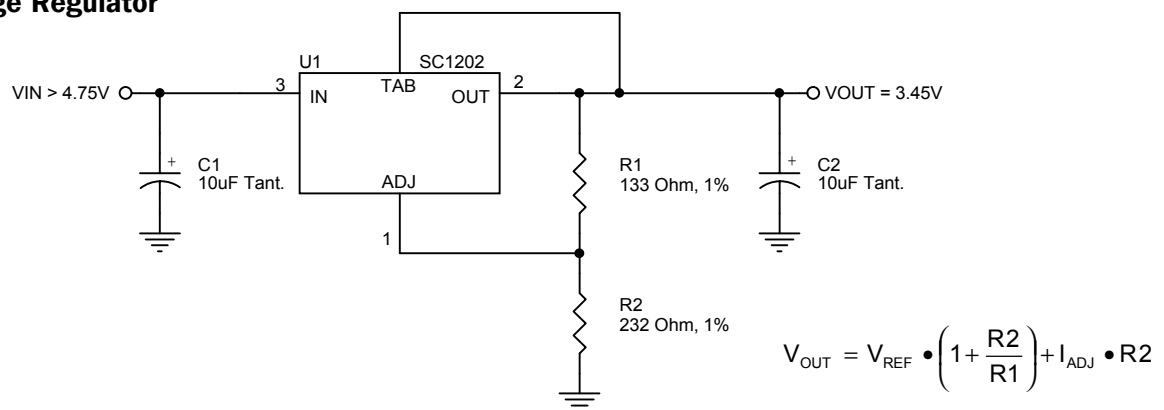 ge Regulator
U1
SC1202
VIN > 4.75V
3
IN
TAB
OUT
2
VOUT = 3.45V
+
C1
10uF Tant.
ADJ
1
R1
133 Ohm, 1%
+
C2
10uF Tant.
R2
232 Ohm, 1%
V_OUT = V_REF • (1 + R2/R1) + I_ADJ • R2